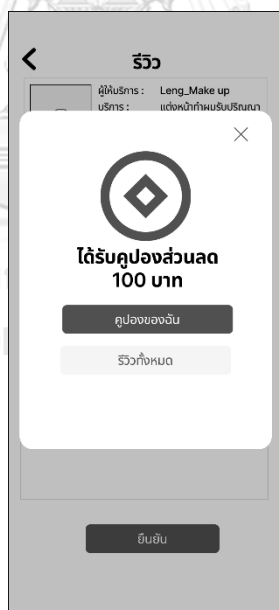 รีวิว
ผู้ให้บริการ : Leng_Make up
บริการ : แต่งหน้าทำผมรับปริญญา
ได้รับคูปองส่วนลด
100 บาท
คูปองของฉัน
รีวิวทั้งหมด
ยืนยัน